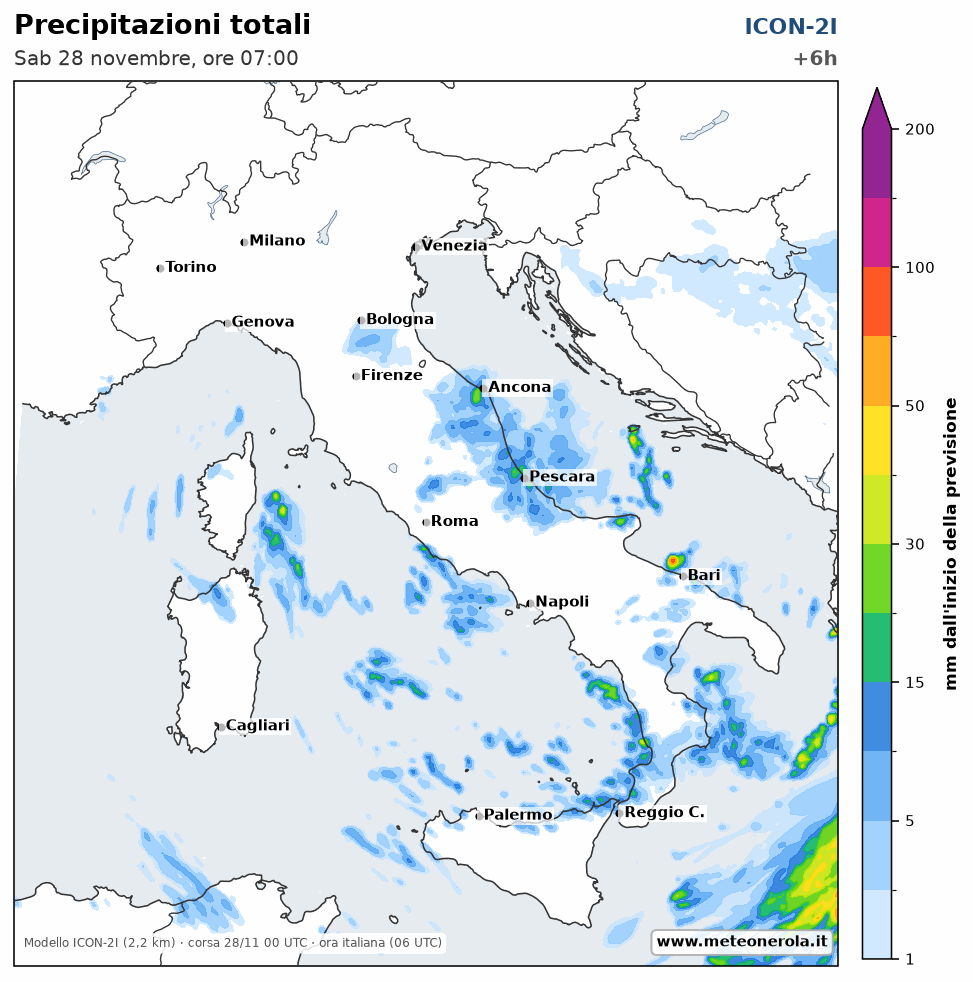 Precipitazioni totali
ICON-2I
Sab 28 novembre, ore 07:00
+6h
200
100
50
30
15
5
1
mm dall'inizio della previsione
Milano
Venezia
Torino
Genova
Bologna
Firenze
Ancona
Pescara
Roma
Bari
Napoli
Cagliari
Palermo
Reggio C.
Modello ICON-2I (2,2 km) · corsa 28/11 00 UTC · ora italiana (06 UTC)
www.meteonerola.it